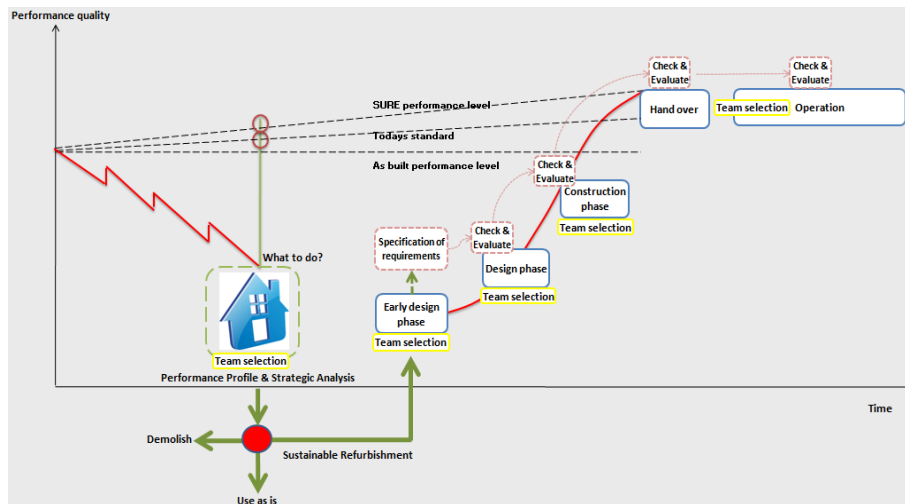 Performance quality
Check &
Evaluate
Check &
Evaluate
SURE performance level
Hand over
Team selection
Operation
Todays standard
As built performance level
Check &
Evaluate
Construction
phase
Team selection
Specification of
requirements
Check &
Evaluate
What to do?
Design phase
Team selection
Early design
phase
Team selection
Team selection
Performance Profile & Strategic Analysis
Time
Demolish
Sustainable Refurbishment
Use as is